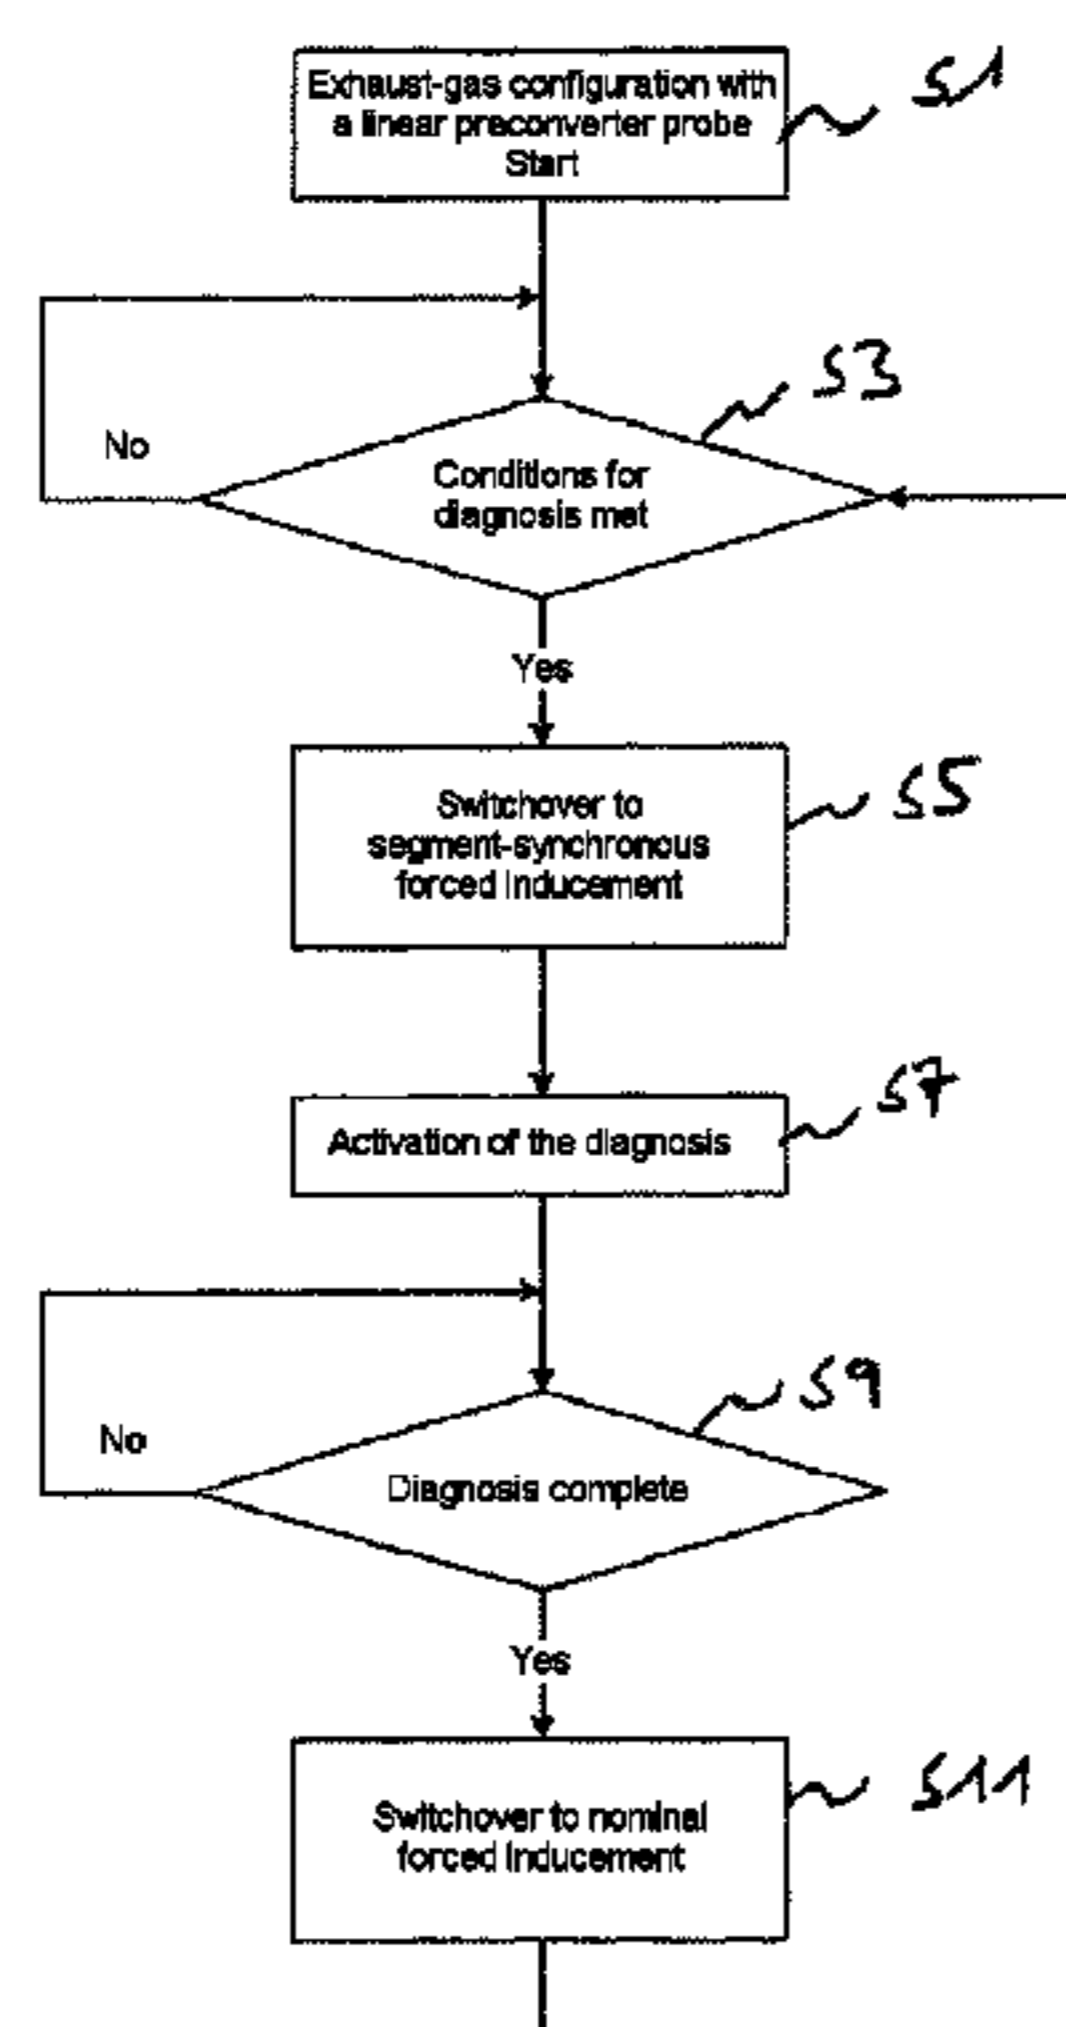 Exhaust-gas configuration with
a linear preconverter probe
Start
S1
S3
No
Conditions for
diagnosis met
Yes
Switchover to
segment-synchronous
forced inducement
S5
Activation of the diagnosis
S7
S9
No
Diagnosis complete
Yes
Switchover to nominal
forced inducement
S11